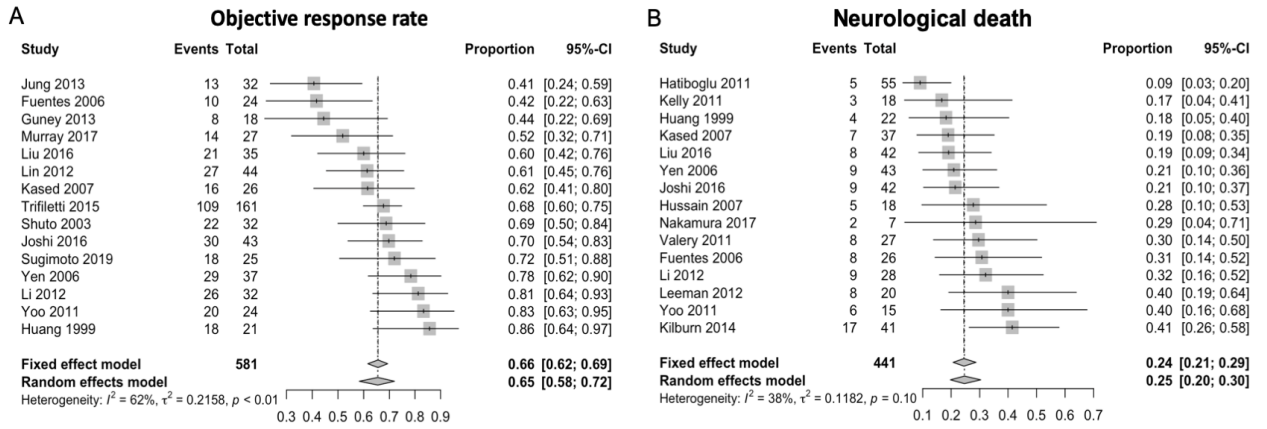 A Objective response rate
Study Events Total Proportion 95%-CI
Jung 2013 13 32 0.41 [0.24; 0.59]
Fuentes 2006 10 24 0.42 [0.22; 0.63]
Guney 2013 8 18 0.44 [0.22; 0.69]
Murray 2017 14 27 0.52 [0.32; 0.71]
Liu 2016 21 35 0.60 [0.42; 0.76]
Lin 2012 27 44 0.61 [0.45; 0.76]
Kased 2007 16 26 0.62 [0.41; 0.80]
Trifiletti 2015 109 161 0.68 [0.60; 0.75]
Shuto 2003 22 32 0.69 [0.50; 0.84]
Joshi 2016 30 43 0.70 [0.54; 0.83]
Sugimoto 2019 18 25 0.72 [0.51; 0.88]
Yen 2006 29 37 0.78 [0.62; 0.90]
Li 2012 26 32 0.81 [0.64; 0.93]
Yoo 2011 20 24 0.83 [0.63; 0.95]
Huang 1999 18 21 0.86 [0.64; 0.97]
Fixed effect model 581 0.66 [0.62; 0.69]
Random effects model 0.65 [0.58; 0.72]
Heterogeneity: I² = 62%, τ² = 0.2158, p < 0.01
0.3 0.4 0.5 0.6 0.7 0.8 0.9
B Neurological death
Study Events Total Proportion 95%-CI
Hatiboglu 2011 5 55 0.09 [0.03; 0.20]
Kelly 2011 3 18 0.17 [0.04; 0.41]
Huang 1999 4 22 0.18 [0.05; 0.40]
Kased 2007 7 37 0.19 [0.08; 0.35]
Liu 2016 8 42 0.19 [0.09; 0.34]
Yen 2006 9 43 0.21 [0.10; 0.36]
Joshi 2016 9 42 0.21 [0.10; 0.37]
Hussain 2007 5 18 0.28 [0.10; 0.53]
Nakamura 2017 2 7 0.29 [0.04; 0.71]
Valery 2011 8 27 0.30 [0.14; 0.50]
Fuentes 2006 8 26 0.31 [0.14; 0.52]
Li 2012 9 28 0.32 [0.16; 0.52]
Leeman 2012 8 20 0.40 [0.19; 0.64]
Yoo 2011 6 15 0.40 [0.16; 0.68]
Kilburn 2014 17 41 0.41 [0.26; 0.58]
Fixed effect model 441 0.24 [0.21; 0.29]
Random effects model 0.25 [0.20; 0.30]
Heterogeneity: I² = 38%, τ² = 0.1182, p = 0.10
0.1 0.2 0.3 0.4 0.5 0.6 0.7